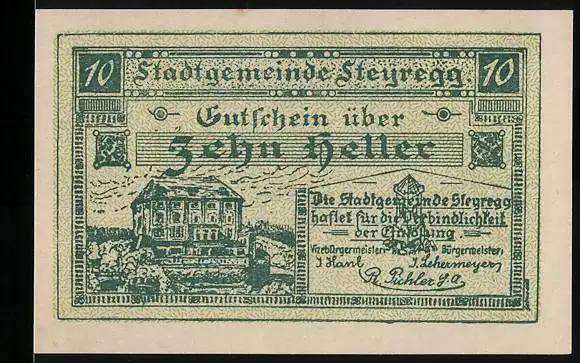 10 Stadtgemeinde Steyregg. 10
Gutschein über
Zehn Heller
Die Stadtgemeinde Steyregg
haftet für die Verbindlichkeit
der Einlösung.
Vizebürgermeister: Bürgermeister:
J. Hanl J. Lehermeyer
R. Pichler